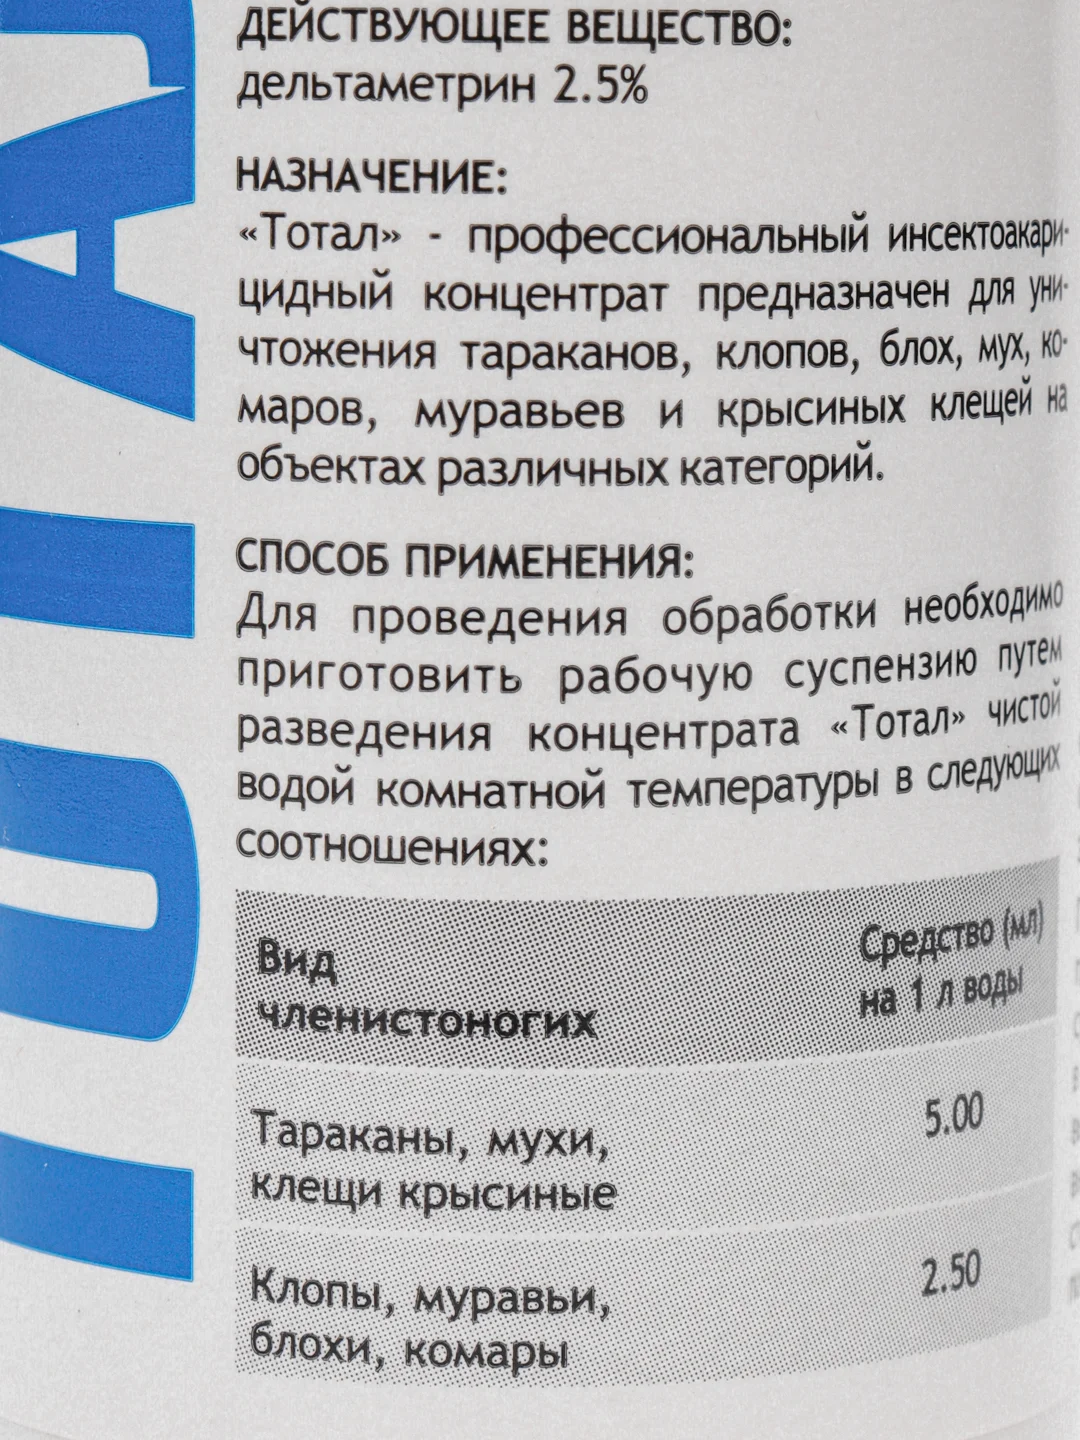 ДЕЙСТВУЮЩЕЕ ВЕЩЕСТВО:
дельтаметрин 2.5%
НАЗНАЧЕНИЕ:
«Тотал» - профессиональный инсектоакари-
цидный концентрат предназначен для уни-
чтожения тараканов, клопов, блох, мух, ко-
маров, муравьев и крысиных клещей на
объектах различных категорий.
СПОСОБ ПРИМЕНЕНИЯ:
Для проведения обработки необходимо
приготовить рабочую суспензию путем
разведения концентрата «Тотал» чистой
водой комнатной температуры в следующих
соотношениях:
Вид
членистоногих
Средство (мл)
на 1 л воды
Тараканы, мухи,
клещи крысиные
5.00
Клопы, муравьи,
блохи, комары
2.50